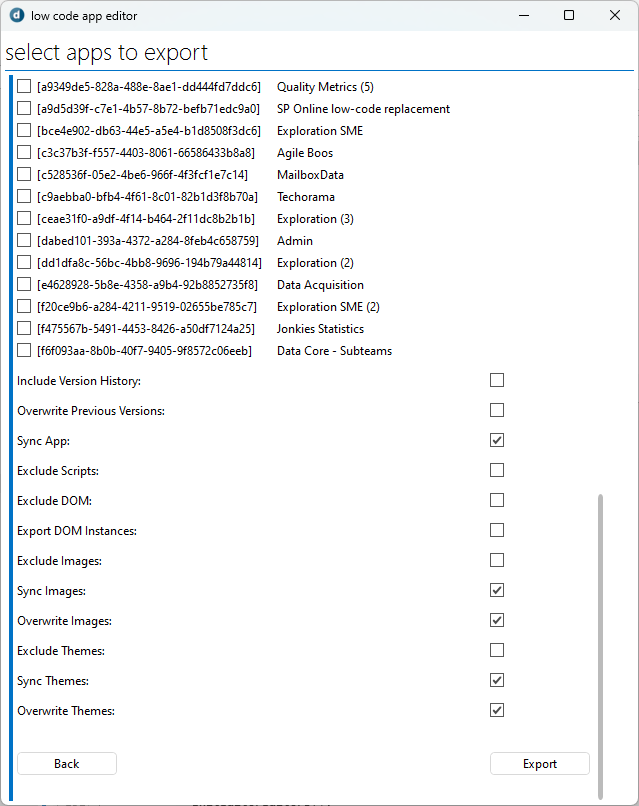 low code app editor
select apps to export
[a9349de5-828a-488e-8ae1-dd444fd7ddc6] Quality Metrics (5)
[a9d5d39f-c7e1-4b57-8b72-befb71edc9a0] SP Online low-code replacement
[bce4e902-db63-44e5-a5e4-b1d8508f3dc6] Exploration SME
[c3c37b3f-f557-4403-8061-66586433b8a8] Agile Boos
[c528536f-05e2-4be6-966f-4f3fcf1e7c14] MailboxData
[c9aebba0-bfb4-4f61-8c01-82b1d3f8b70a] Techorama
[ceae31f0-a9df-4f14-b464-2f11dc8b2b1b] Exploration (3)
[dabed101-393a-4372-a284-8feb4c658759] Admin
[dd1dfa8c-56bc-4bb8-9696-194b79a44814] Exploration (2)
[e4628928-5b8e-4358-a9b4-92b8852735f8] Data Acquisition
[f20ce9b6-a284-4211-9519-02655be785c7] Exploration SME (2)
[f475567b-5491-4453-8426-a50df7124a25] Jonkies Statistics
[f6f093aa-8b0b-40f7-9405-9f8572c06eeb] Data Core - Subteams
Include Version History:
Overwrite Previous Versions:
Sync App:
Exclude Scripts:
Exclude DOM:
Export DOM Instances:
Exclude Images:
Sync Images:
Overwrite Images:
Exclude Themes:
Sync Themes:
Overwrite Themes:
Back Export